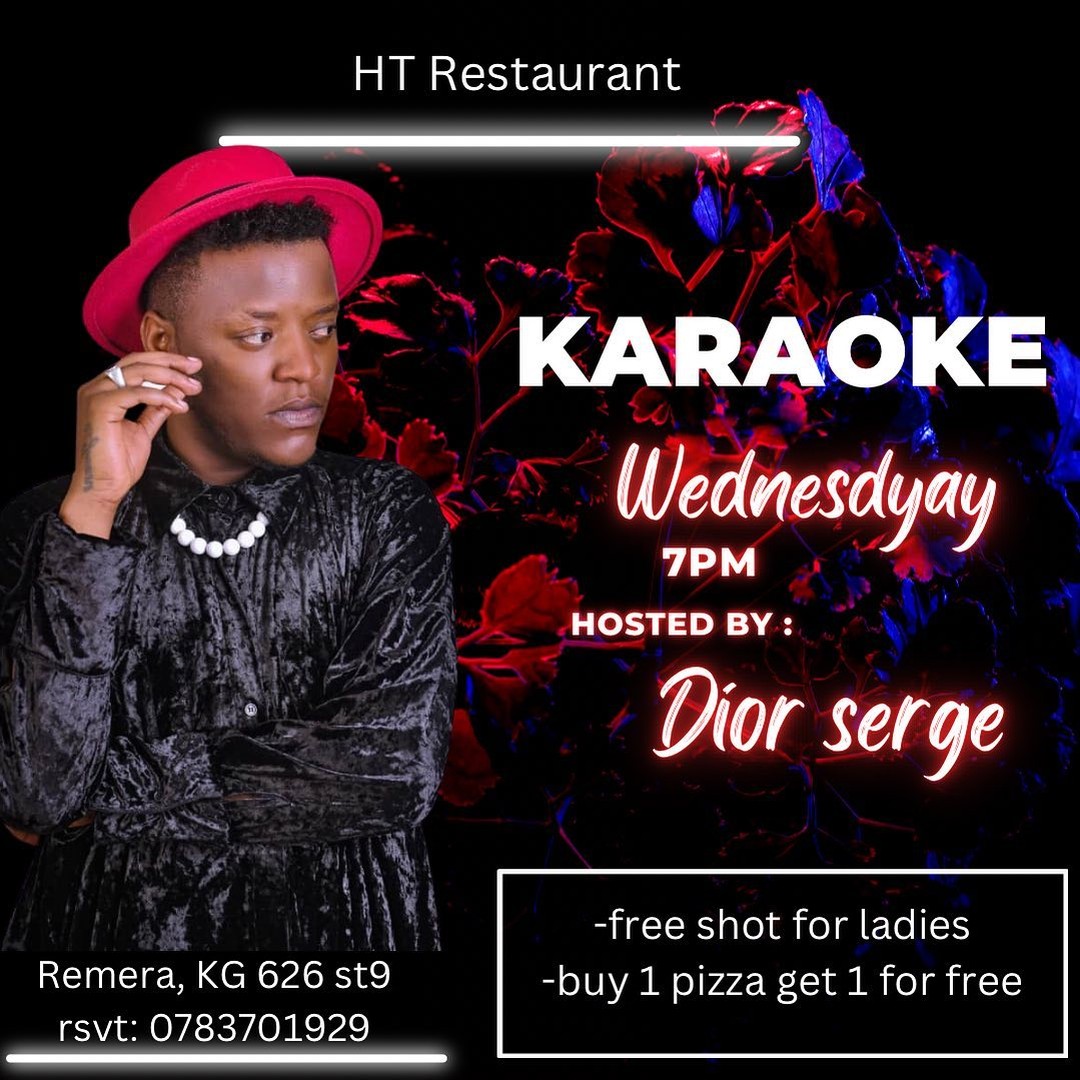 HT Restaurant
KARAOKE
Wednesdyay
7PM
HOSTED BY :
Dior serge
-free shot for ladies
-buy 1 pizza get 1 for free
Remera, KG 626 st9
rsvt: 0783701929